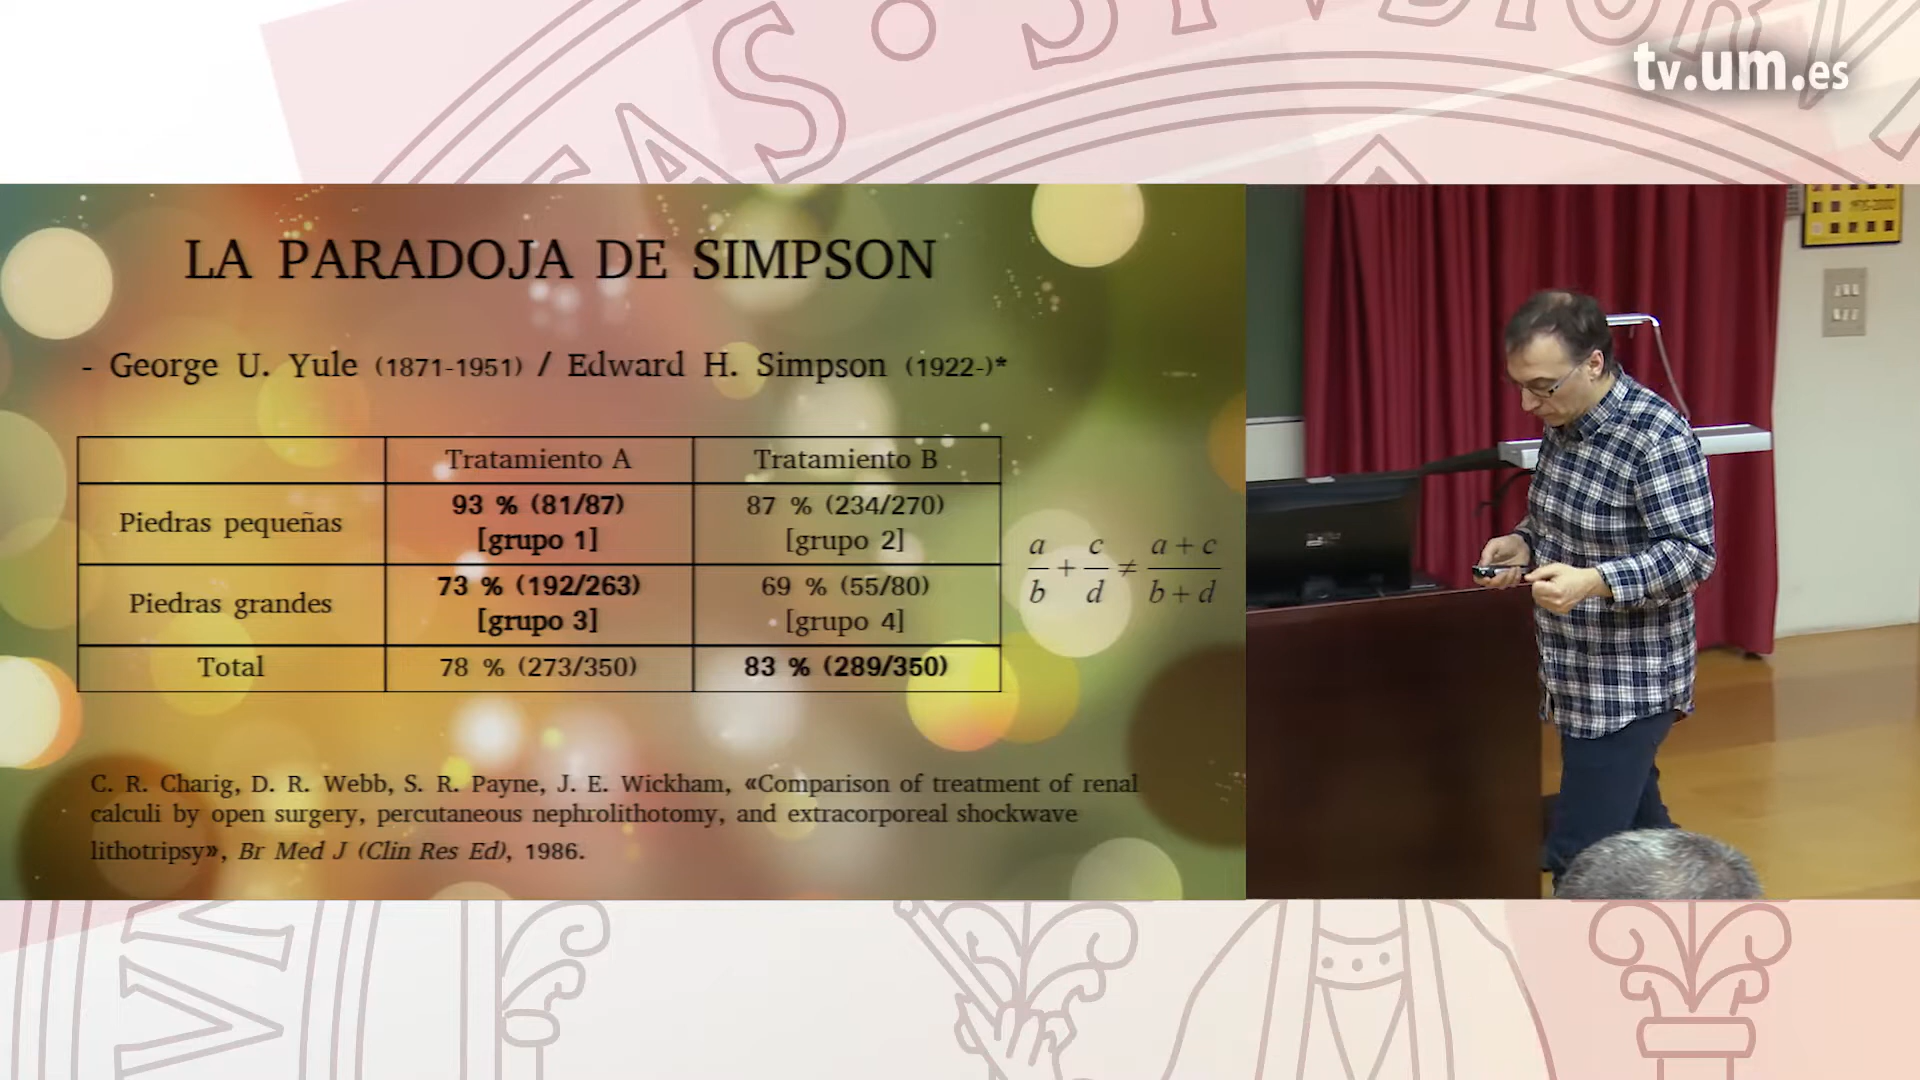 tv.um.es
LA PARADOJA DE SIMPSON
- George U. Yule (1871-1951) / Edward H. Simpson (1922-)*
Tratamiento A
Tratamiento B
Piedras pequeñas
93 % (81/87)
[grupo 1]
87 % (234/270)
[grupo 2]
Piedras grandes
73 % (192/263)
[grupo 3]
69 % (55/80)
[grupo 4]
Total
78 % (273/350)
83 % (289/350)
a/b + c/d ≠ a + c/b + d
C. R. Charig, D. R. Webb, S. R. Payne, J. E. Wickham, «Comparison of treatment of renal
calculi by open surgery, percutaneous nephrolithotomy, and extracorporeal shockwave
lithotripsy», Br Med J (Clin Res Ed), 1986.